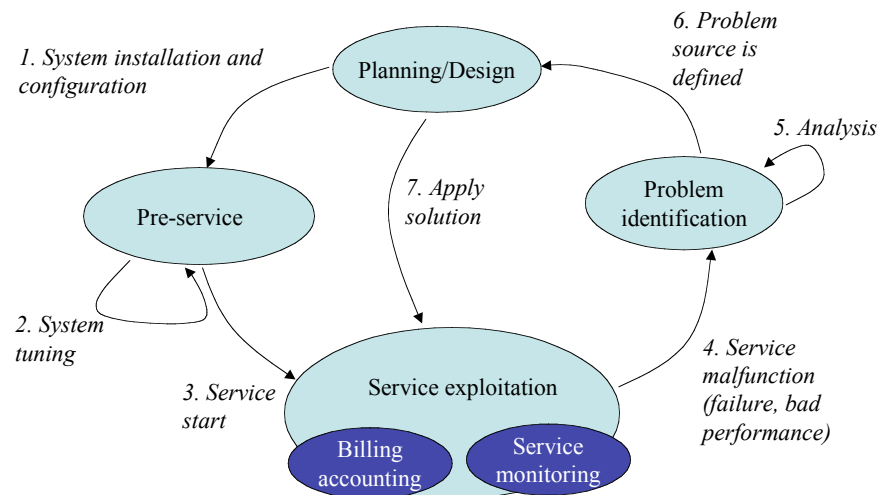 1. System installation and
configuration
Planning/Design
6. Problem
source is
defined
5. Analysis
Pre-service
7. Apply
solution
Problem
identification
2. System
tuning
3. Service
start
Service exploitation
4. Service
malfunction
(failure, bad
performance)
Billing
accounting
Service
monitoring